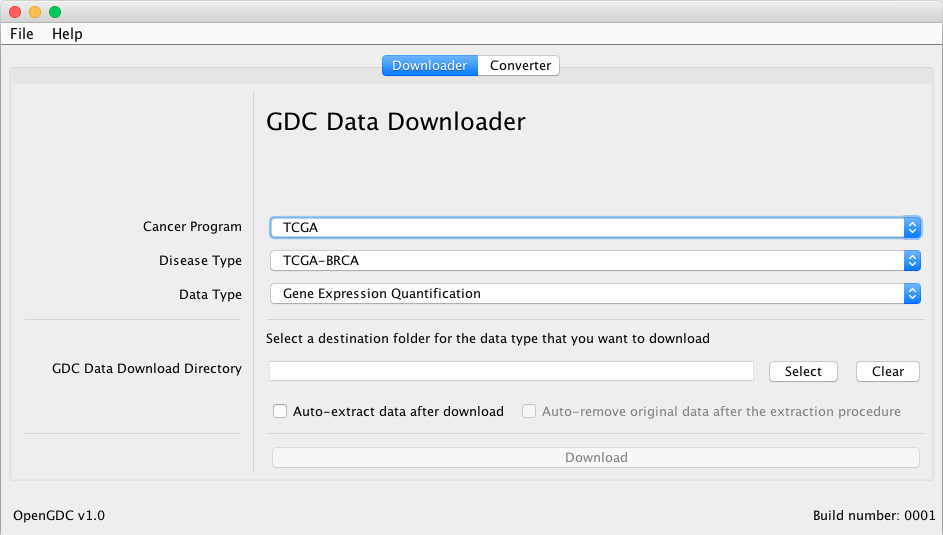 File Help
Downloader Converter
GDC Data Downloader
Cancer Program TCGA
Disease Type TCGA-BRCA
Data Type Gene Expression Quantification
Select a destination folder for the data type that you want to download
GDC Data Download Directory Select Clear
Auto-extract data after download Auto-remove original data after the extraction procedure
Download
OpenGDC v1.0 Build number: 0001